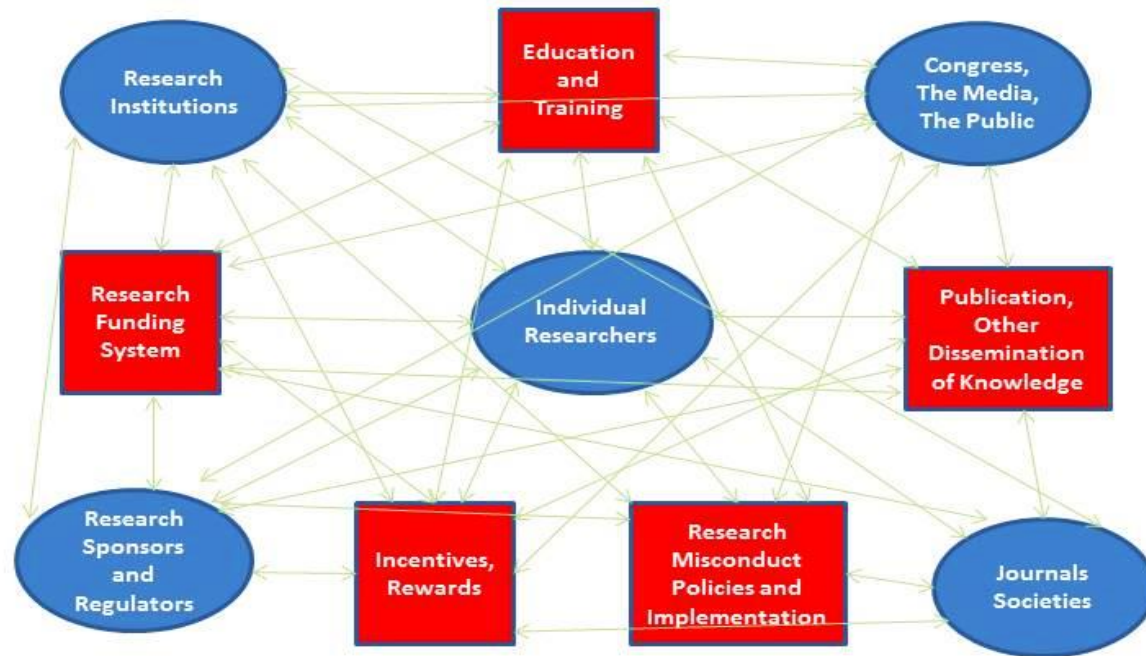 Research
Institutions
Education
and
Training
Congress,
The Media,
The Public
Research
Funding
System
Individual
Researchers
Publication,
Other
Dissemination
of Knowledge
Research
Sponsors
and
Regulators
Incentives,
Rewards
Research
Misconduct
Policies and
Implementation
Journals
Societies